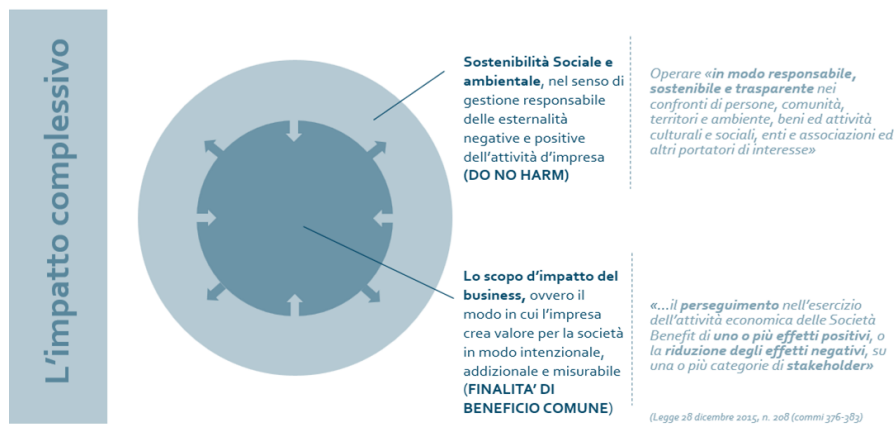 L'impatto complessivo
Sostenibilità Sociale e
ambientale, nel senso di
gestione responsabile
delle esternalità
negative e positive
dell'attività d'impresa
(DO NO HARM)
Operare «in modo responsabile,
sostenibile e trasparente nei
confronti di persone, comunità,
territori e ambiente, beni ed attività
culturali e sociali, enti e associazioni ed
altri portatori di interesse»
Lo scopo d'impatto del
business, ovvero il
modo in cui l'impresa
crea valore per la società
in modo intenzionale,
addizionale e misurabile
(FINALITA' DI
BENEFICIO COMUNE)
«...il perseguimento nell'esercizio
dell'attività economica delle Società
Benefit di uno o più effetti positivi, o
la riduzione degli effetti negativi, su
una o più categorie di stakeholder»
(Legge 28 dicembre 2015, n. 208 (commi 376-383)